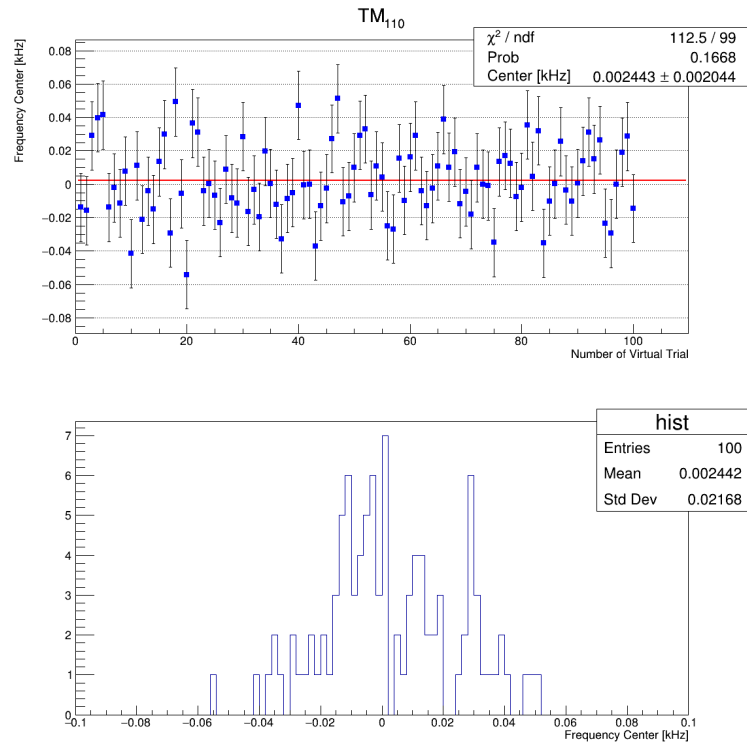 TM₁₁₀
χ² / ndf 112.5 / 99
Prob 0.1668
Center [kHz] 0.002443 ± 0.002044
Frequency Center [kHz]
0.08
0.06
0.04
0.02
0
−0.02
−0.04
−0.06
−0.08
0 20 40 60 80 100
Number of Virtual Trial
hist
Entries 100
Mean 0.002442
Std Dev 0.02168
7
6
5
4
3
2
1
0
−0.1 −0.08 −0.06 −0.04 −0.02 0 0.02 0.04 0.06 0.08 0.1
Frequency Center [kHz]